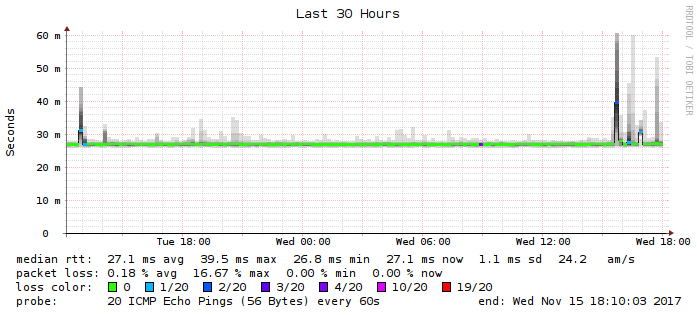 Last 30 Hours
RRDTOOL / TOBI OETIKER
Seconds
60 m
50 m
40 m
30 m
20 m
10 m
0
Tue 18:00 Wed 00:00 Wed 06:00 Wed 12:00 Wed 18:00
median rtt: 27.1 ms avg 39.5 ms max 26.8 ms min 27.1 ms now 1.1 ms sd 24.2 am/s
packet loss: 0.18 % avg 16.67 % max 0.00 % min 0.00 % now
loss color: 0 1/20 2/20 3/20 4/20 10/20 19/20
probe: 20 ICMP Echo Pings (56 Bytes) every 60s end: Wed Nov 15 18:10:03 2017